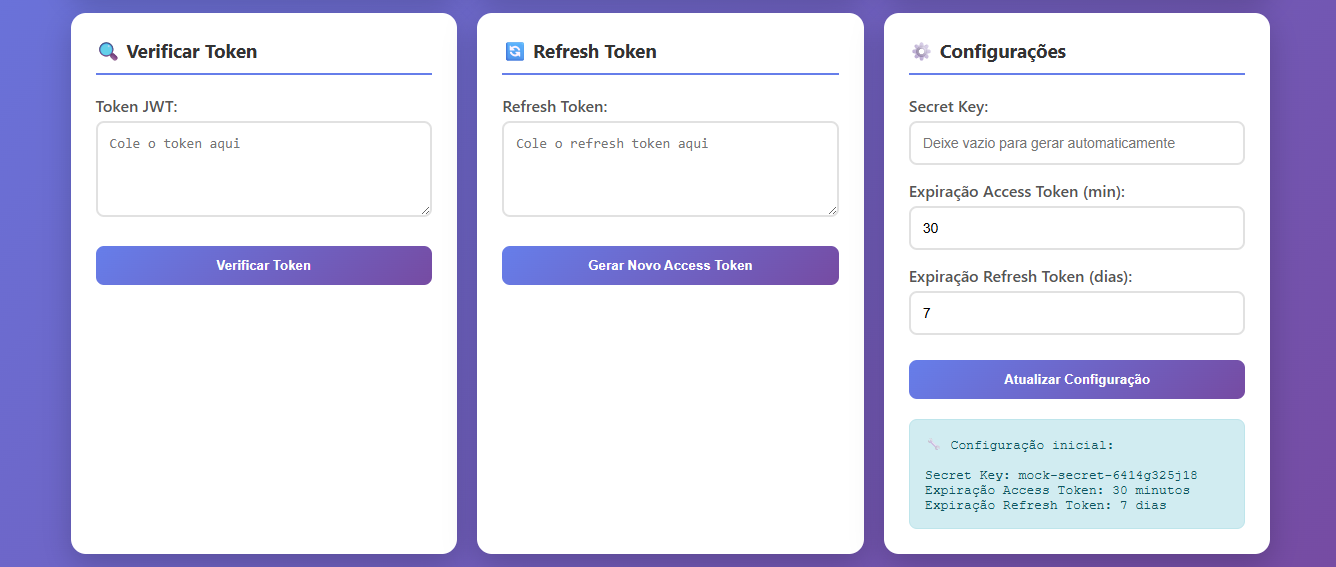 Verificar Token
Token JWT:
Cole o token aqui
Verificar Token
Refresh Token
Refresh Token:
Cole o refresh token aqui
Gerar Novo Access Token
Configurações
Secret Key:
Deixe vazio para gerar automaticamente
Expiração Access Token (min):
30
Expiração Refresh Token (dias):
7
Atualizar Configuração
Configuração inicial:
Secret Key: mock-secret-6414g325j18
Expiração Access Token: 30 minutos
Expiração Refresh Token: 7 dias